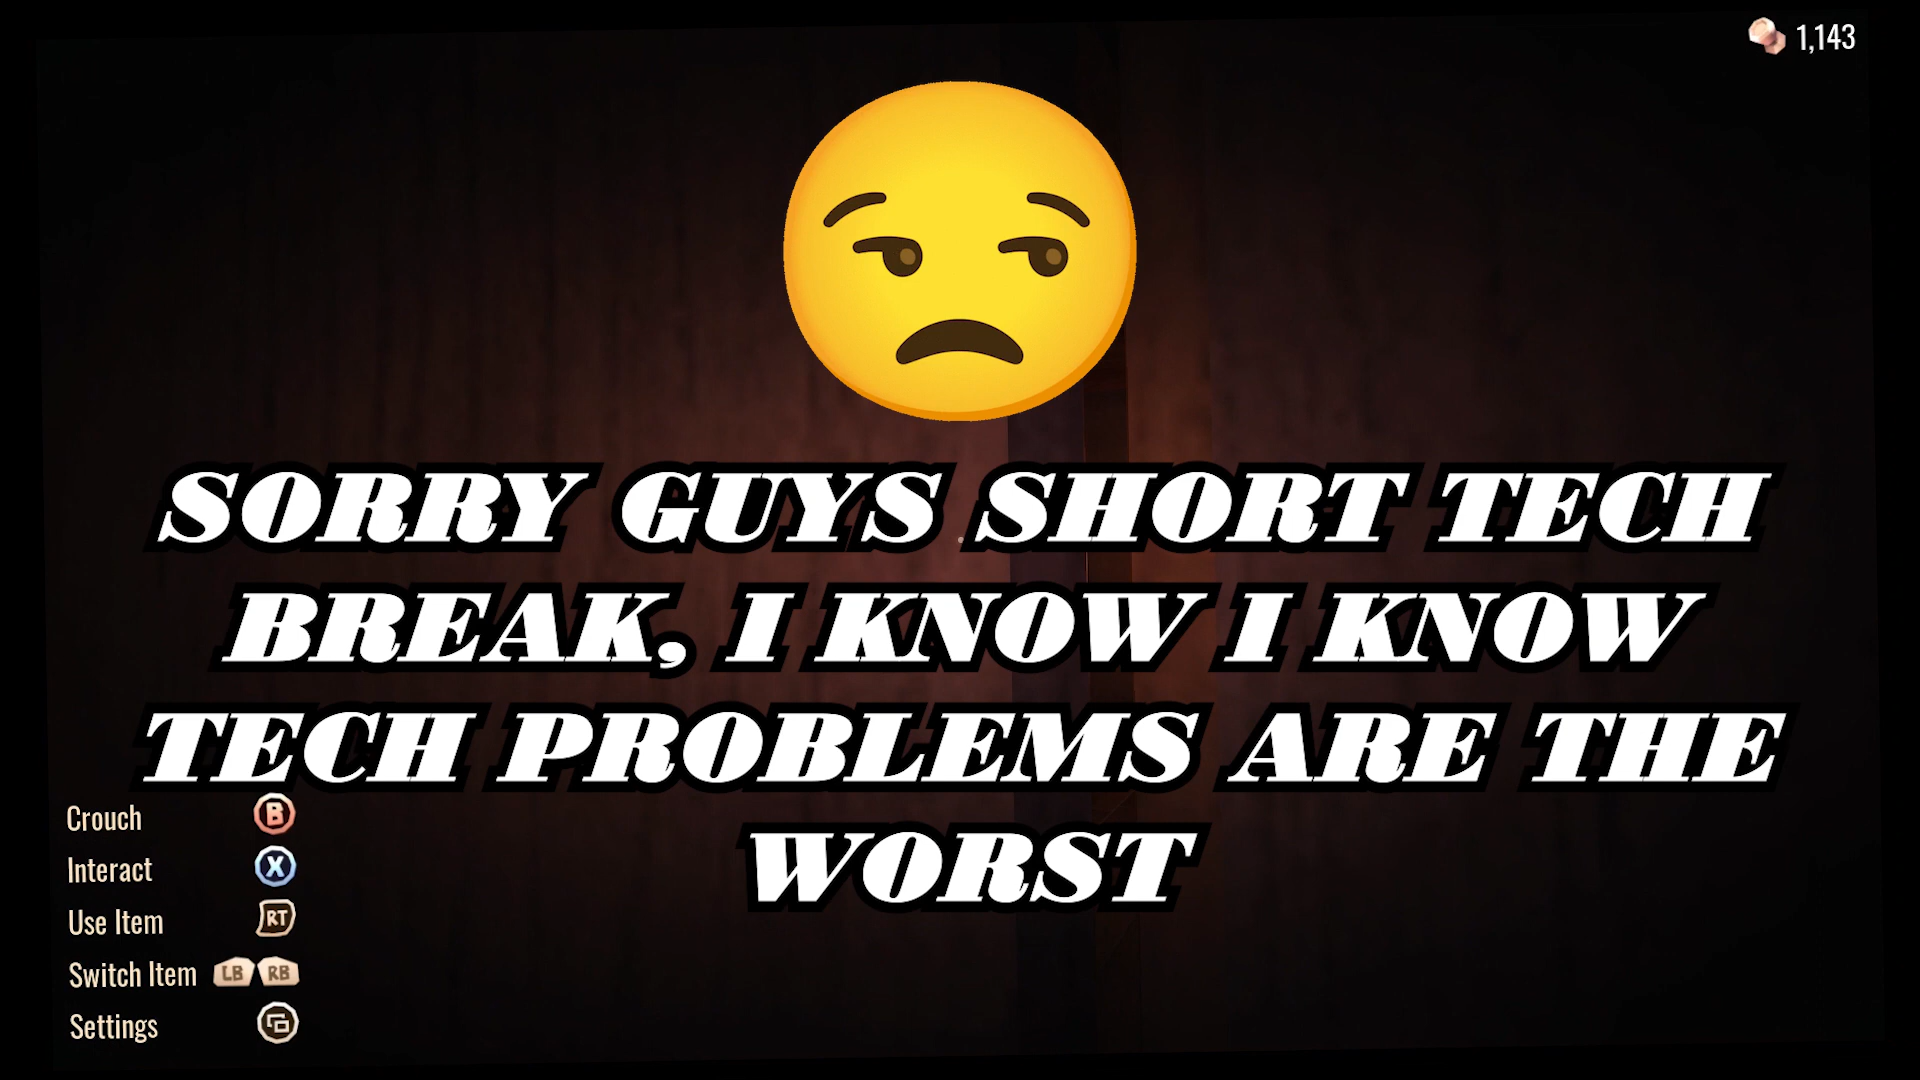 1,143
SORRY GUYS SHORT TECH
BREAK, I KNOW I KNOW
TECH PROBLEMS ARE THE
WORST
Crouch B
Interact X
Use Item RT
Switch Item LB RB
Settings